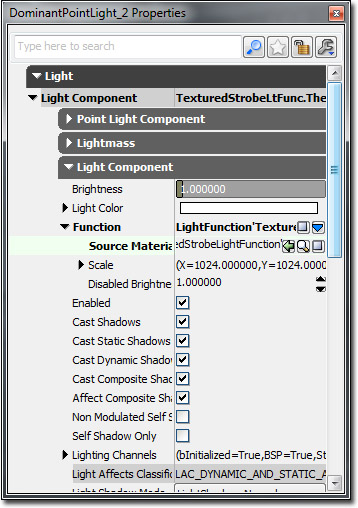 DominantPointLight_2 Properties
Type here to search
Light
Light Component TexturedStrobeLtFunc.The
Point Light Component
Lightmass
Light Component
Brightness 1.000000
Light Color
Function LightFunction'Texture
Source Materia edStrobeLightFunction'
Scale (X=1024.000000,Y=1024.0000
Disabled Brightne 1.000000
Enabled
Cast Shadows
Cast Static Shadows
Cast Dynamic Shadow
Cast Composite Shad
Affect Composite Sha
Non Modulated Self S
Self Shadow Only
Lighting Channels (bInitialized=True,BSP=True,St
Light Affects Classific LAC_DYNAMIC_AND_STATIC_A
Light Shadow Mode